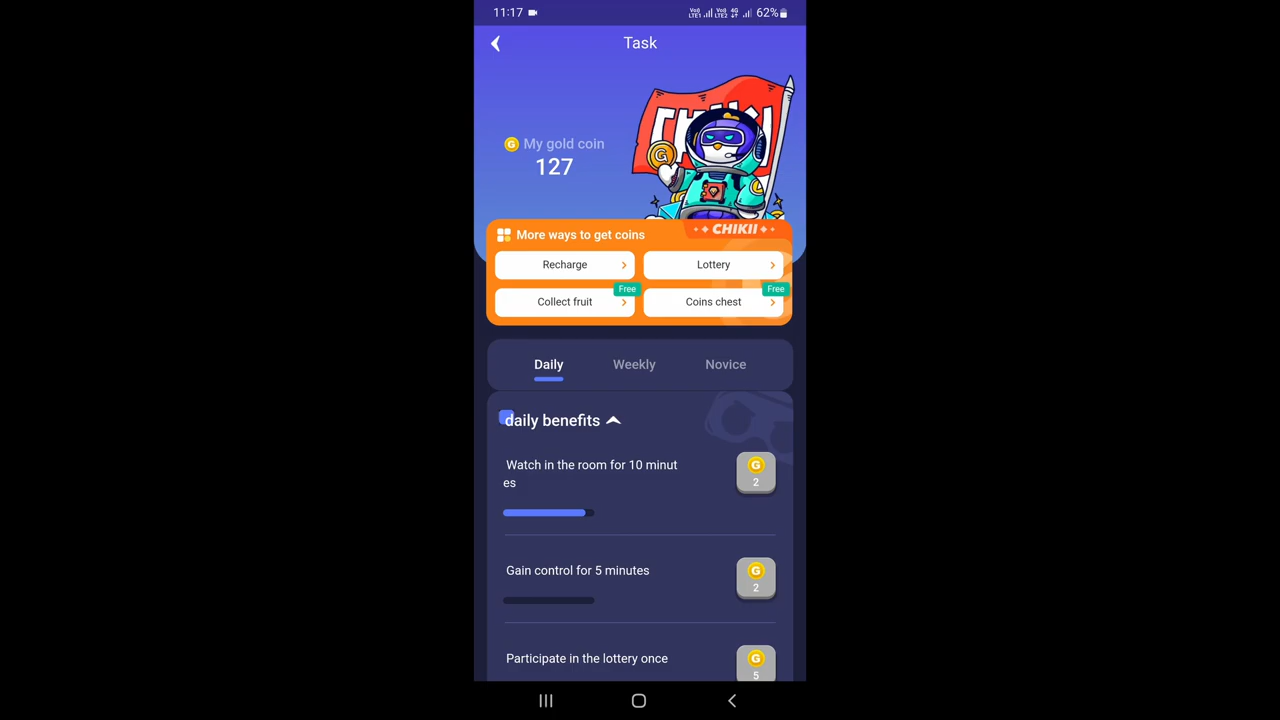 11:17 62%
Task
My gold coin
127
More ways to get coins
CHIKII
Recharge
Lottery
Free
Free
Collect fruit
Coins chest
Daily
Weekly
Novice
daily benefits
Watch in the room for 10 minut
es
G
2
Gain control for 5 minutes
G
2
Participate in the lottery once
G
5